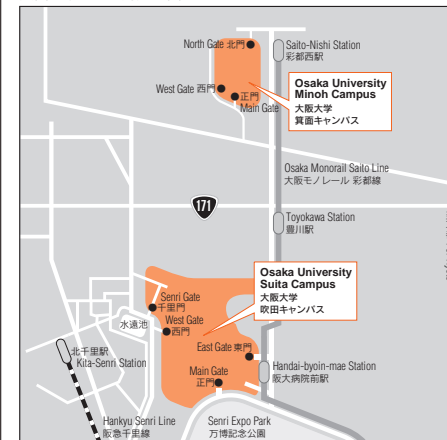 North Gate 北門
Saito-Nishi Station
彩都西駅
West Gate 西門
正門
Main Gate
Osaka University
Minoh Campus
大阪大学
箕面キャンパス
Osaka Monorail Saito Line
大阪モノレール 彩都線
171
Toyokawa Station
豊川駅
Osaka University
Suita Campus
大阪大学
吹田キャンパス
Senri Gate
千里門
水遠池
West Gate
西門
北千里駅
Kita-Senri Station
East Gate 東門
Main Gate
正門
Handai-byoin-mae Station
阪大病院前駅
Hankyu Senri Line
阪急千里線
Senri Expo Park
万博記念公園